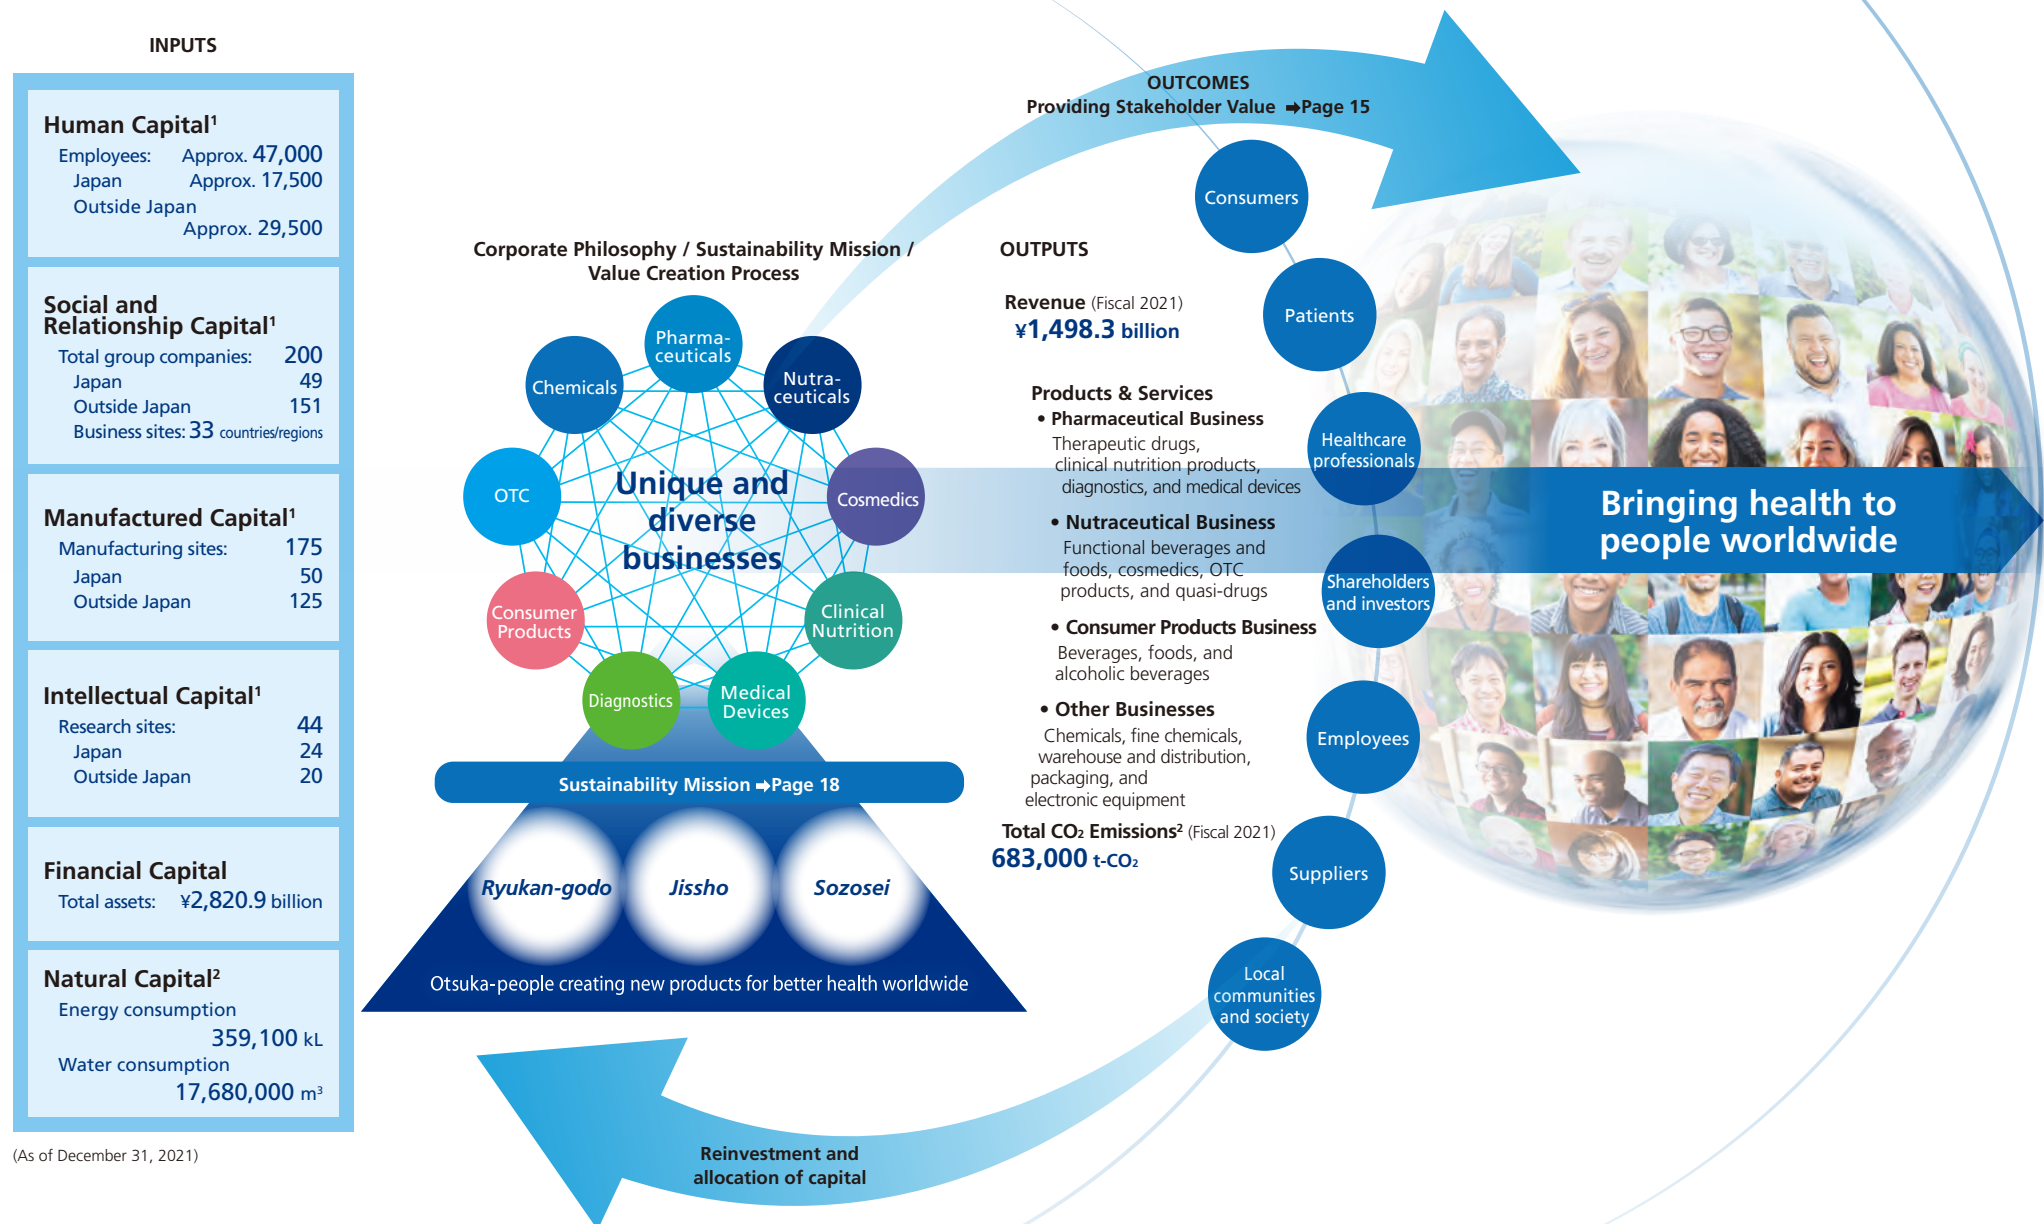 INPUTS
Human Capital¹
Employees: Approx. 47,000
Japan Approx. 17,500
Outside Japan
Approx. 29,500
Social and
Relationship Capital¹
Total group companies: 200
Japan 49
Outside Japan 151
Business sites: 33 countries/regions
Manufactured Capital¹
Manufacturing sites: 175
Japan 50
Outside Japan 125
Intellectual Capital¹
Research sites: 44
Japan 24
Outside Japan 20
Financial Capital
Total assets: ¥2,820.9 billion
Natural Capital²
Energy consumption
359,100 kL
Water consumption
17,680,000 m³
(As of December 31, 2021)
Corporate Philosophy / Sustainability Mission /
Value Creation Process
Pharma-
ceuticals
Nutra-
ceuticals
Chemicals
OTC
Cosmedics
Unique and
diverse
businesses
Consumer
Products
Clinical
Nutrition
Diagnostics
Medical
Devices
Sustainability Mission ➡Page 18
Ryukan-godo
Jissho
Sozosei
Otsuka-people creating new products for better health worldwide
Reinvestment and
allocation of capital
OUTCOMES
Providing Stakeholder Value ➡Page 15
OUTPUTS
Revenue (Fiscal 2021)
¥1,498.3 billion
Products & Services
• Pharmaceutical Business
Therapeutic drugs,
clinical nutrition products,
diagnostics, and medical devices
• Nutraceutical Business
Functional beverages and
foods, cosmetics, OTC
products, and quasi-drugs
• Consumer Products Business
Beverages, foods, and
alcoholic beverages
• Other Businesses
Chemicals, fine chemicals,
warehouse and distribution,
packaging, and
electronic equipment
Total CO₂ Emissions² (Fiscal 2021)
683,000 t-CO₂
Consumers
Patients
Healthcare
professionals
Shareholders
and investors
Employees
Suppliers
Local
communities
and society
Bringing health to
people worldwide